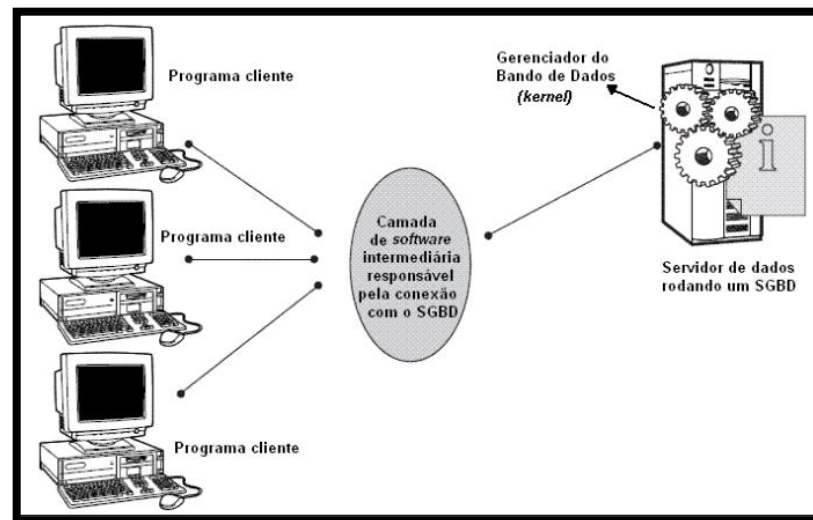 Programa cliente
Gerenciador do
Bando de Dados
(kernel)
Programa cliente
Camada
de software
intermediária
responsável
pela conexão
com o SGBD
Servidor de dados
rodando um SGBD
Programa cliente